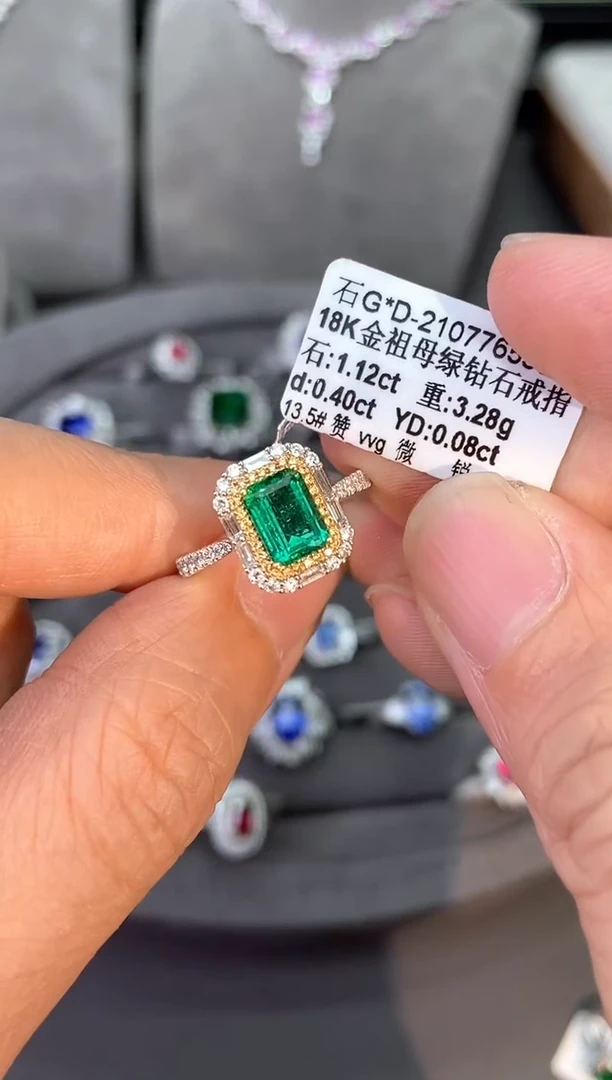 石G*D-2107765
18K金祖母绿钻石戒指
石:1.12ct 重:3.28g
d:0.40ct YD:0.08ct
13.5# 赞 vvg 微